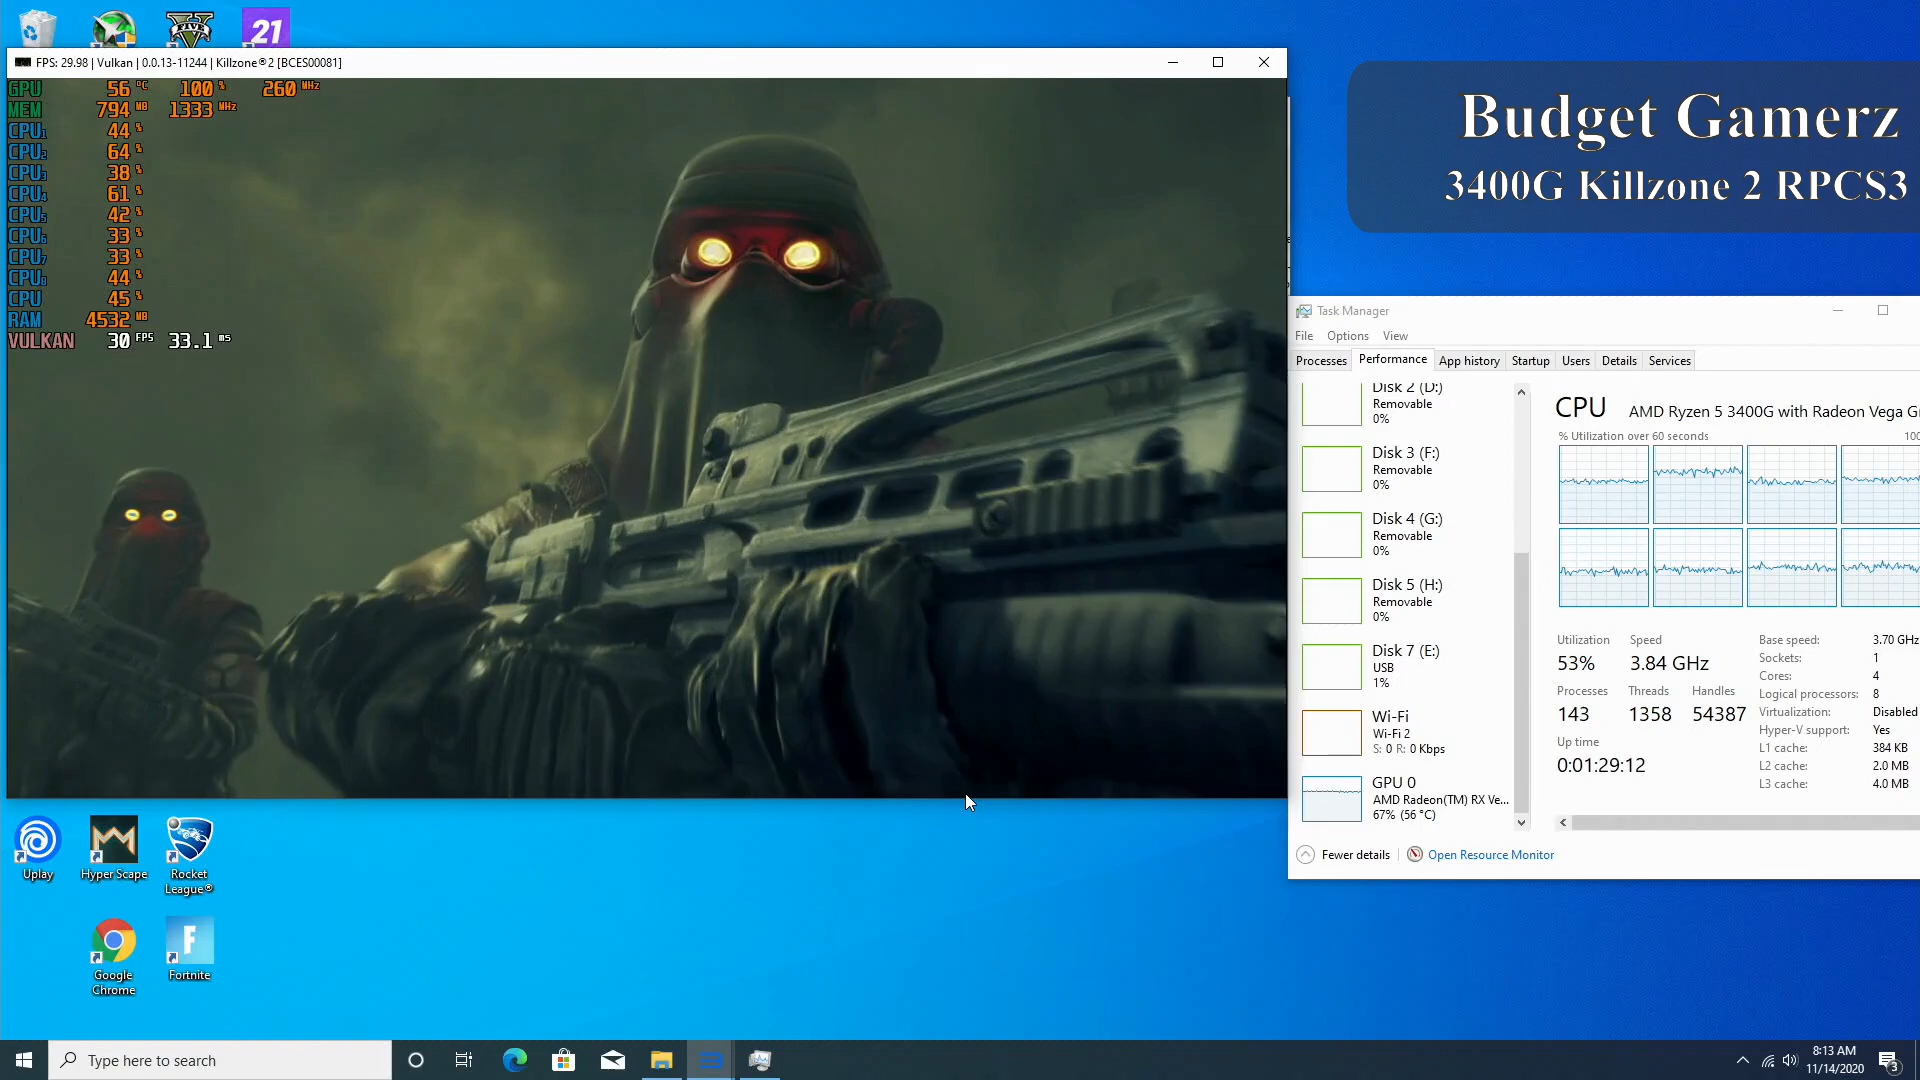 21
FPS: 29.98 | Vulkan | 0.0.13-11244 | Killzone®2 [BCES00081]
GPU 56 °C 100 % 260 MHz
MEM 794 MB 1333 MHz
CPU1 44 %
CPU2 64 %
CPU3 38 %
CPU4 61 %
CPU5 42 %
CPU6 33 %
CPU7 33 %
CPU8 44 %
CPU 45 %
RAM 4532 MB
VULKAN 30 FPS 33.1 ms
Budget Gamerz
3400G Killzone 2 RPCS3
Task Manager
File Options View
Processes Performance App history Startup Users Details Services
Disk 2 (D:)
Removable
0%
Disk 3 (F:)
Removable
0%
Disk 4 (G:)
Removable
0%
Disk 5 (H:)
Removable
0%
Disk 7 (E:)
USB
1%
Wi-Fi
Wi-Fi 2
S: 0 R: 0 Kbps
GPU 0
AMD Radeon(TM) RX Ve...
67% (56 °C)
CPU AMD Ryzen 5 3400G with Radeon Vega Gr
% Utilization over 60 seconds 100
Utilization Speed
53% 3.84 GHz
Processes Threads Handles
143 1358 54387
Up time
0:01:29:12
Base speed: 3.70 GHz
Sockets: 1
Cores: 4
Logical processors: 8
Virtualization: Disabled
Hyper-V support: Yes
L1 cache: 384 KB
L2 cache: 2.0 MB
L3 cache: 4.0 MB
Fewer details Open Resource Monitor
Uplay
Hyper Scape
Rocket
League®
Google
Chrome
Fortnite
Type here to search
8:13 AM
11/14/2020
3